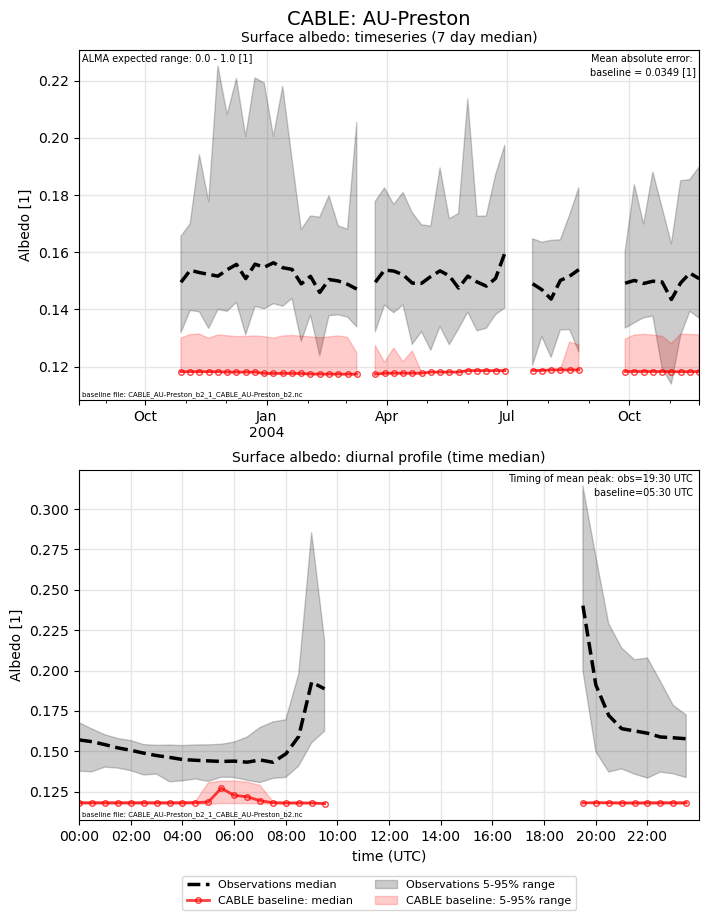 CABLE: AU-Preston
Surface albedo: timeseries (7 day median)
ALMA expected range: 0.0 - 1.0 [1]
Mean absolute error:
baseline = 0.0349 [1]
0.22
0.20
0.18
0.16
0.14
0.12
Albedo [1]
baseline file: CABLE_AU-Preston_b2_1_CABLE_AU-Preston_b2.nc
Oct Jan Apr Jul Oct
2004
Surface albedo: diurnal profile (time median)
Timing of mean peak: obs=19:30 UTC
baseline=05:30 UTC
0.300
0.275
0.250
0.225
0.200
0.175
0.150
0.125
Albedo [1]
baseline file: CABLE_AU-Preston_b2_1_CABLE_AU-Preston_b2.nc
00:00 02:00 04:00 06:00 08:00 10:00 12:00 14:00 16:00 18:00 20:00 22:00
time (UTC)
Observations median Observations 5-95% range
CABLE baseline: median CABLE baseline: 5-95% range